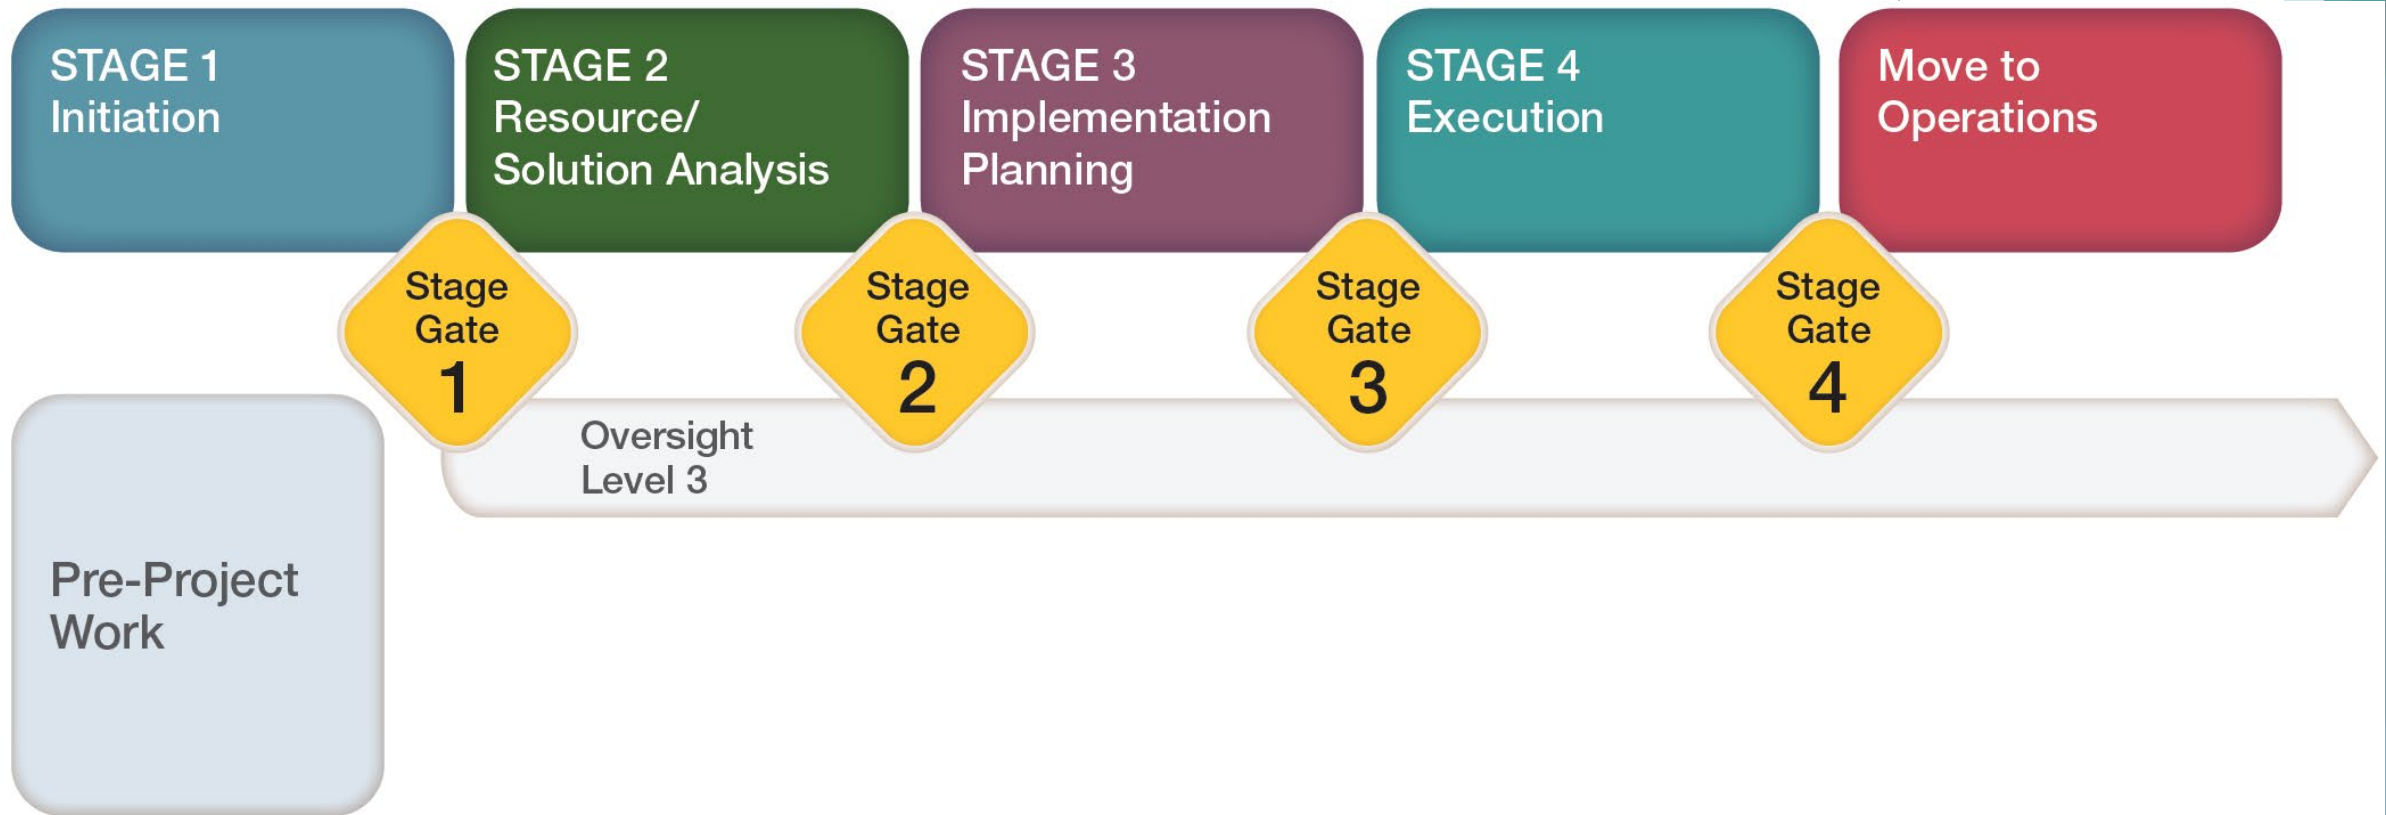 STAGE 1
Initiation
STAGE 2
Resource/
Solution Analysis
STAGE 3
Implementation
Planning
STAGE 4
Execution
Move to
Operations
Stage
Gate
1
Stage
Gate
2
Stage
Gate
3
Stage
Gate
4
Oversight
Level 3
Pre-Project
Work